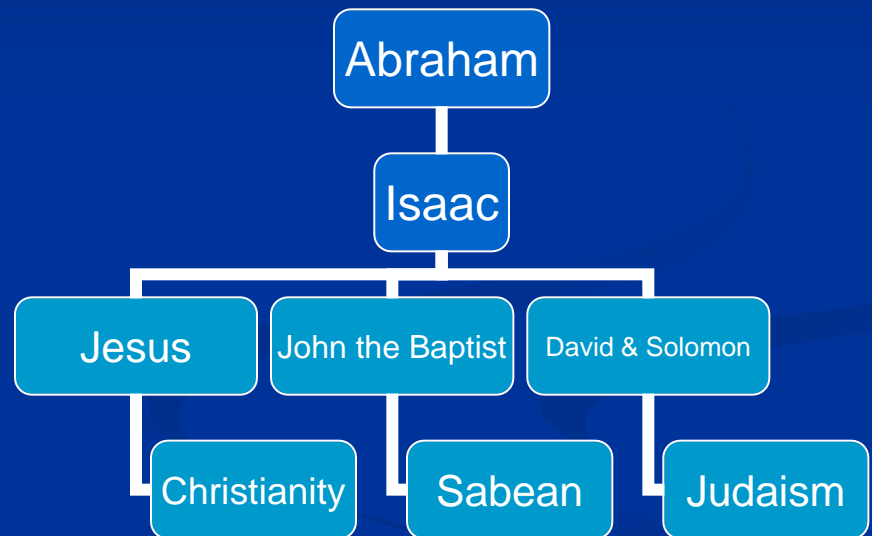 Abraham
Isaac
Jesus
John the Baptist
David & Solomon
Christianity
Sabean
Judaism